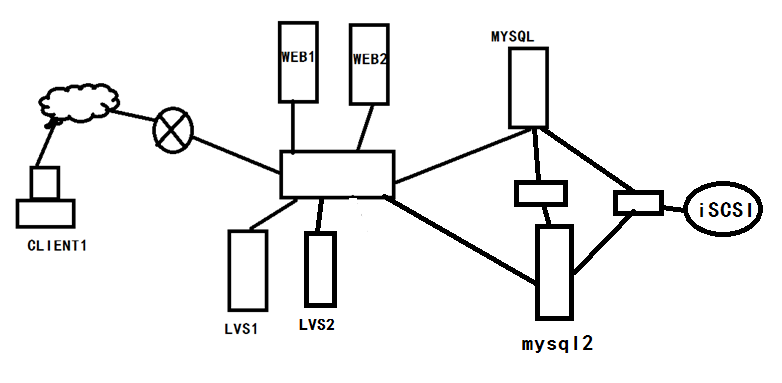 WEB1
WEB2
MYSQL
iSCSI
CLIENT1
LVS1
LVS2
mysql2